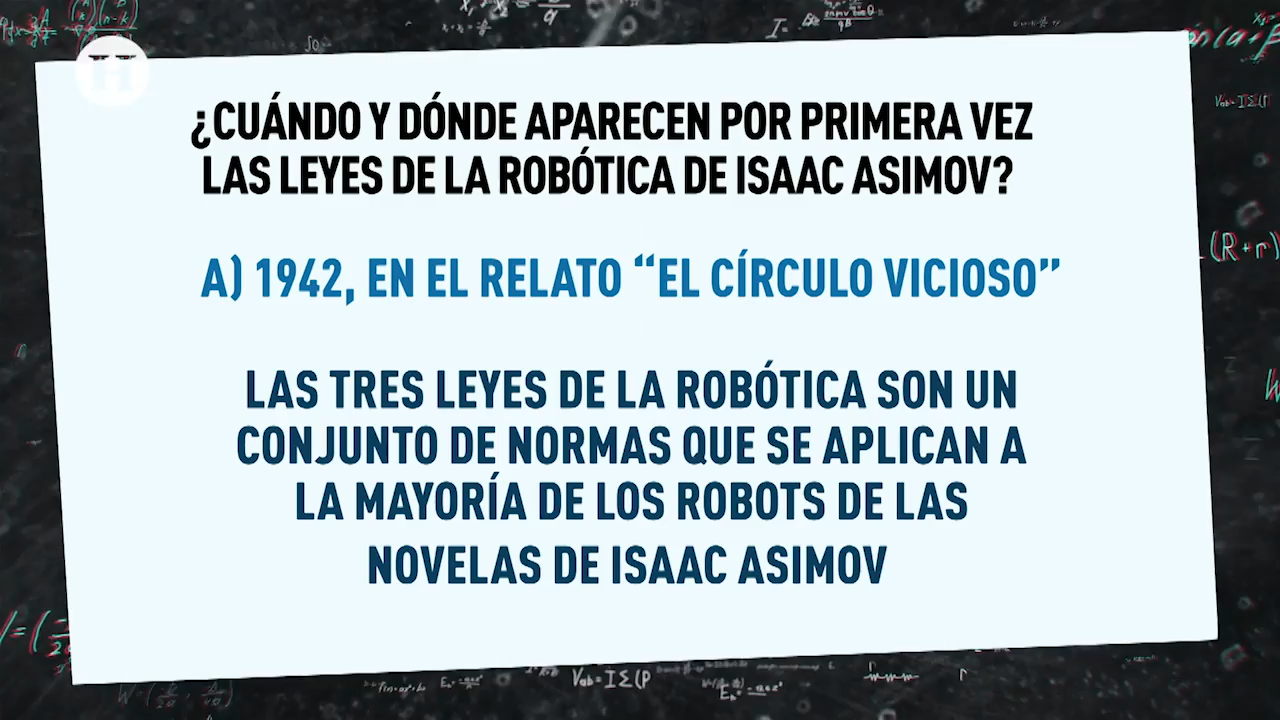 H
¿CUÁNDO Y DÓNDE APARECEN POR PRIMERA VEZ
LAS LEYES DE LA ROBÓTICA DE ISAAC ASIMOV?
A) 1942, EN EL RELATO “EL CÍRCULO VICIOSO”
LAS TRES LEYES DE LA ROBÓTICA SON UN
CONJUNTO DE NORMAS QUE SE APLICAN A
LA MAYORÍA DE LOS ROBOTS DE LAS
NOVELAS DE ISAAC ASIMOV